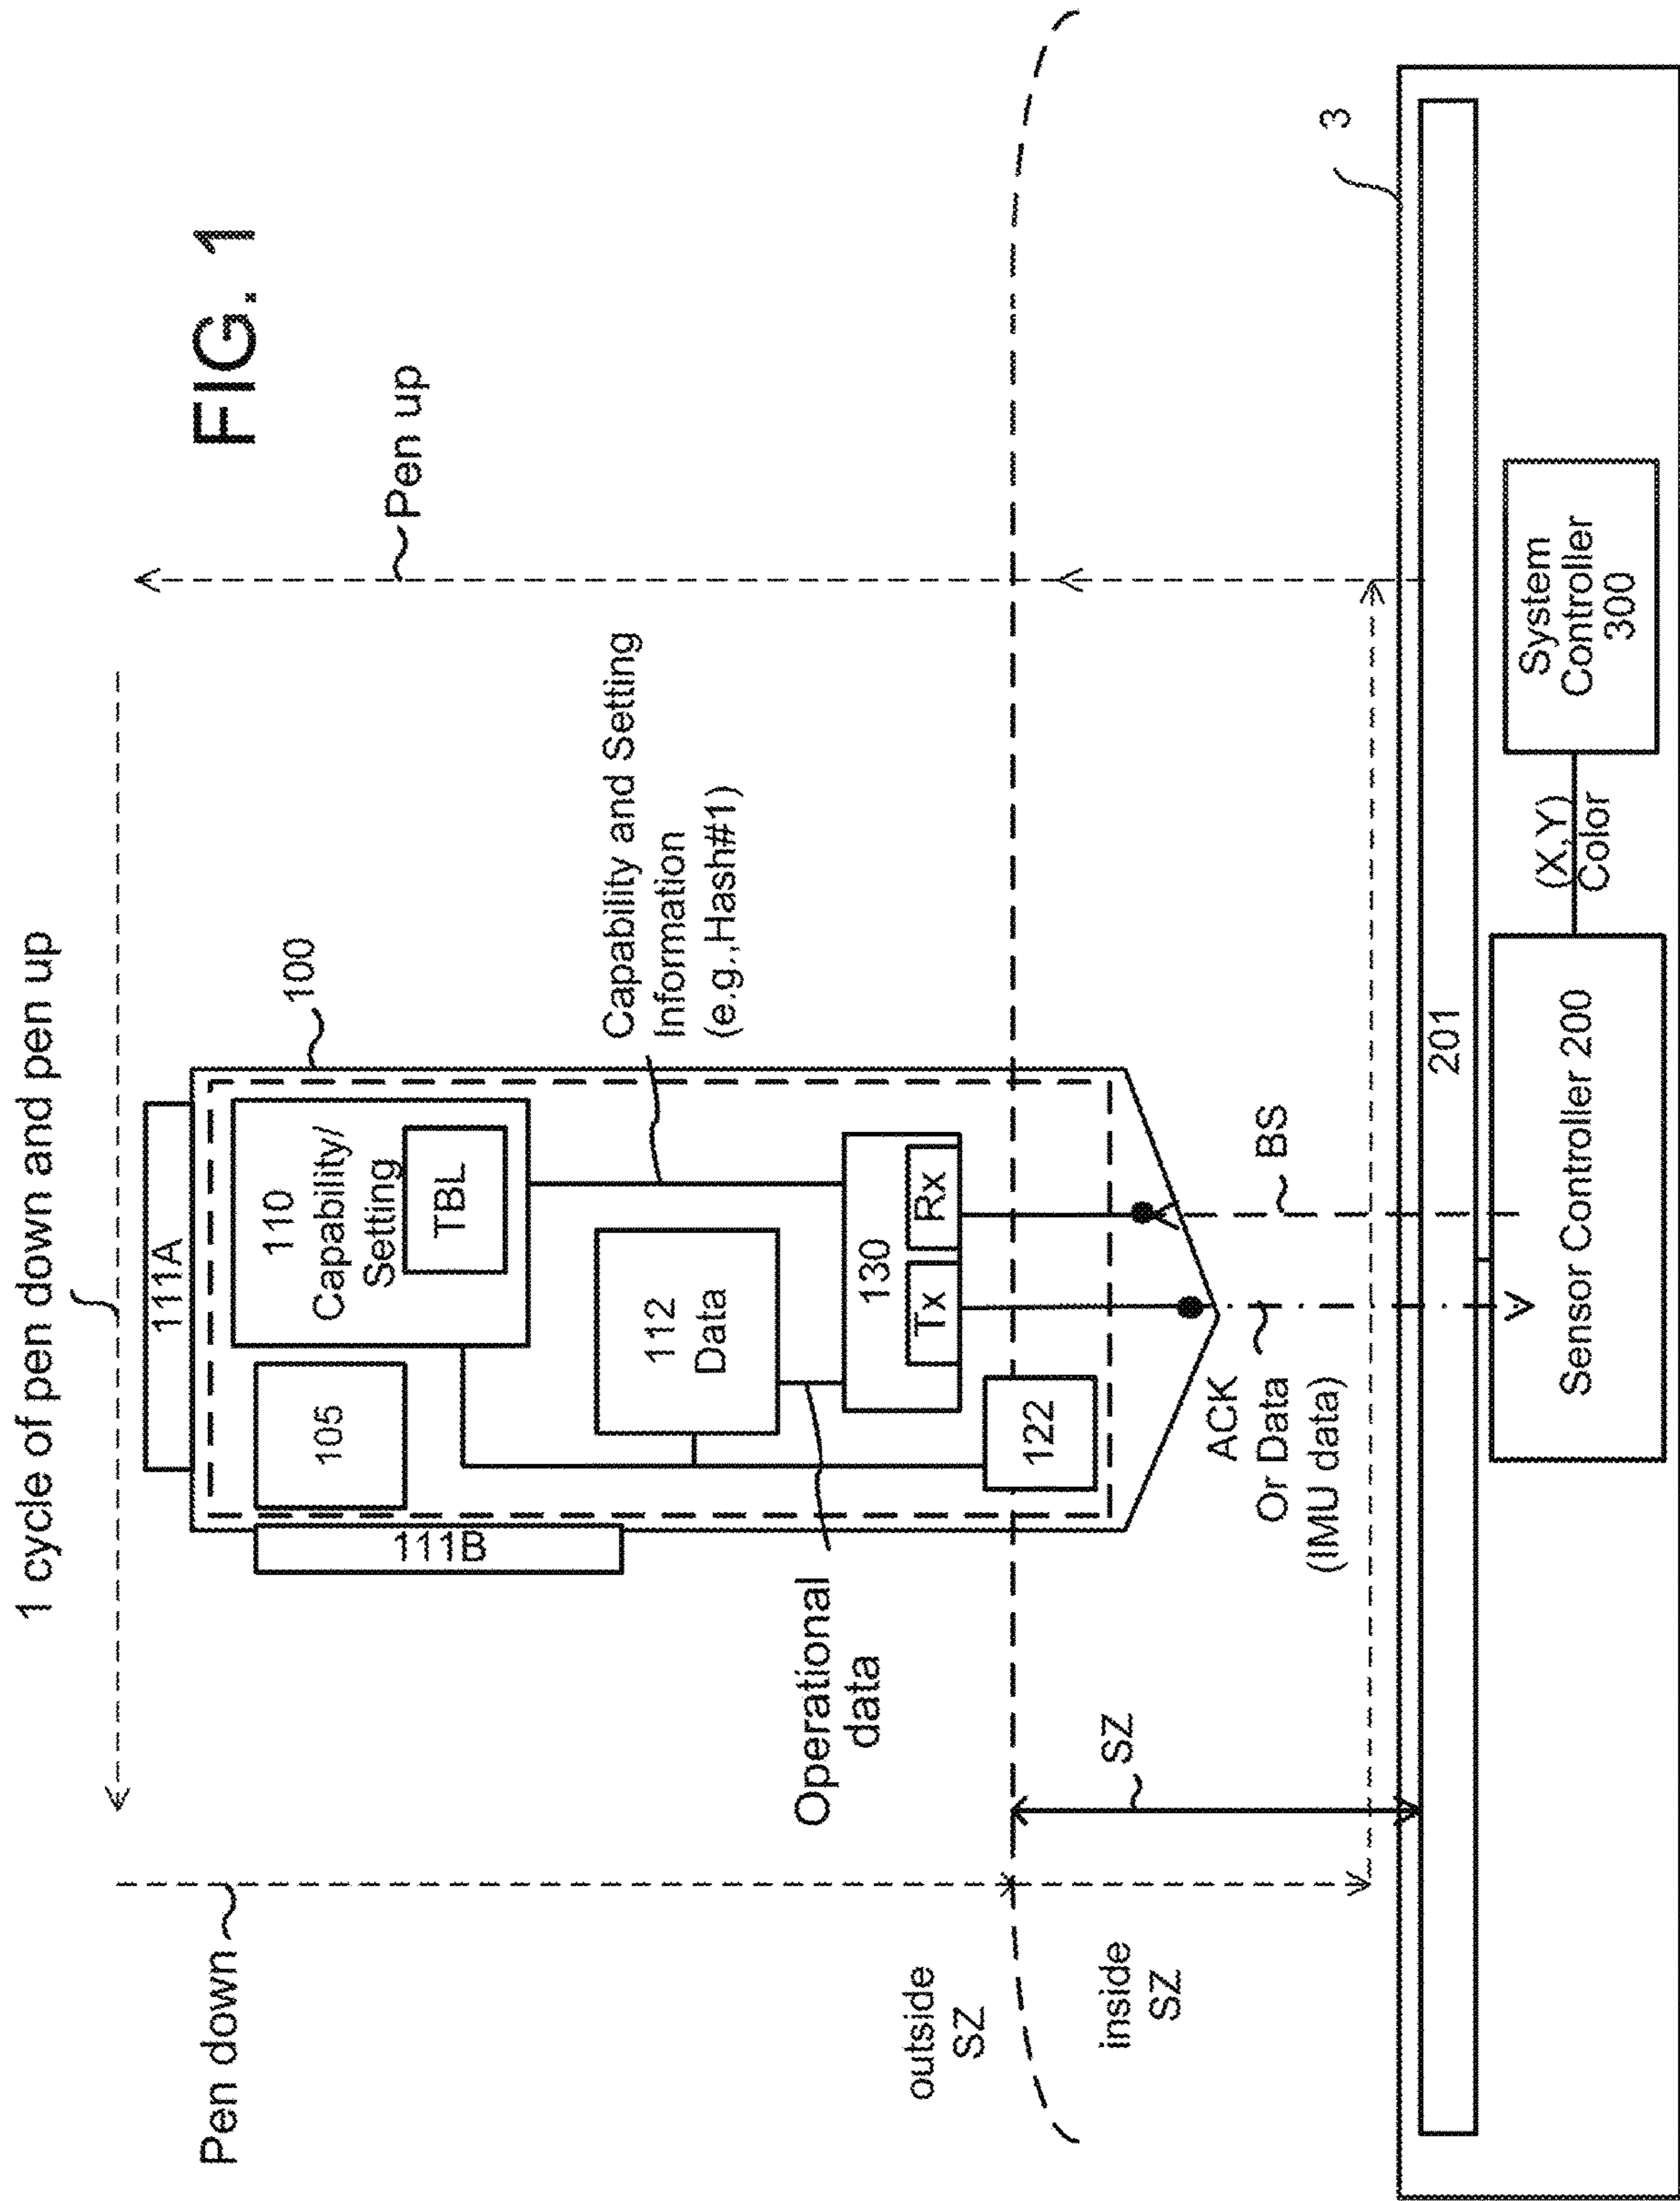 FIG. 1
1 cycle of pen down and pen up
Pen down
Pen up
111A
111B
100
105
110
Capability/
Setting
TBL
112
Data
Capability and Setting
Information
(e.g.,Hash#1)
Operational
data
130
Tx
Rx
122
outside
SZ
inside
SZ
SZ
ACK
Or Data
(IMU data)
BS
3
201
Sensor Controller 200
(X,Y)
Color
System
Controller
300